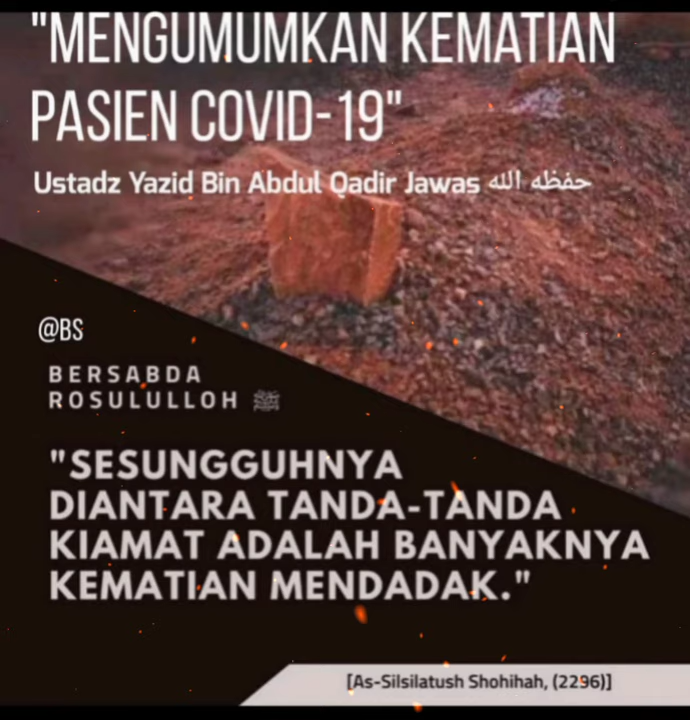 "MENGUMUMKAN KEMATIAN
PASIEN COVID-19"
Ustadz Yazid Bin Abdul Qadir Jawas حفظه الله
@BS
BERSABDA
ROSULULLOH ﷺ
"SESUNGGUHNYA
DIANTARA TANDA-TANDA
KIAMAT ADALAH BANYAKNYA
KEMATIAN MENDADAK."
[As-Silsilatush Shohihah, (2296)]